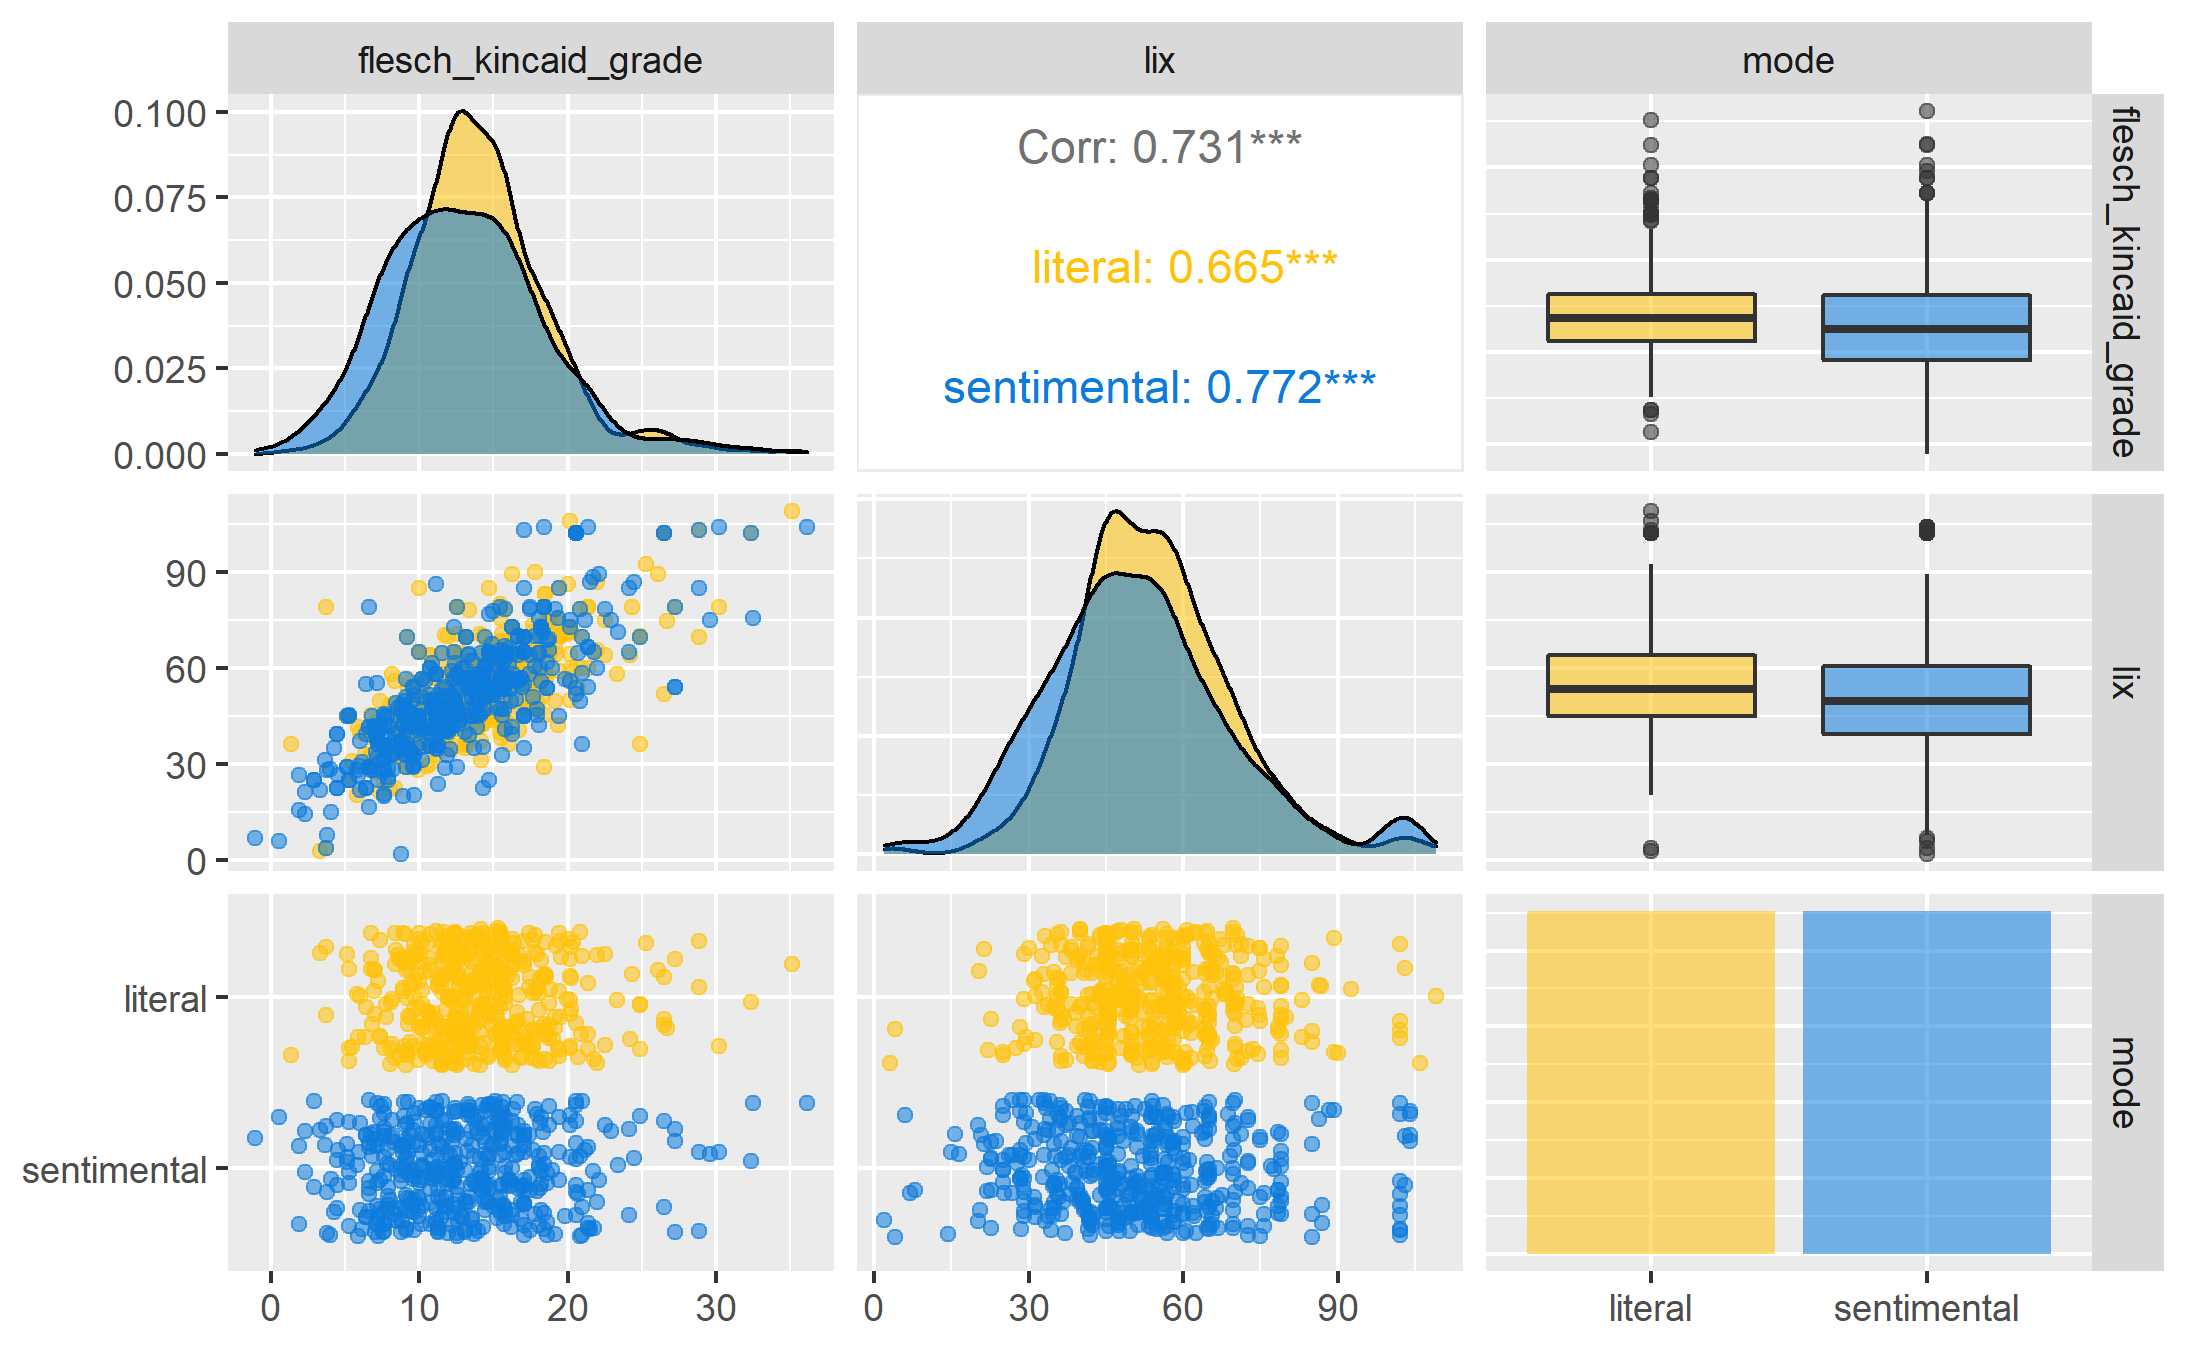 flesch_kincaid_grade
lix
mode
0.100
0.075
0.050
0.025
0.000
Corr: 0.731***
literal: 0.665***
sentimental: 0.772***
flesch_kincaid_grade
90
60
30
0
lix
literal
sentimental
mode
0
10
20
30
0
30
60
90
literal
sentimental